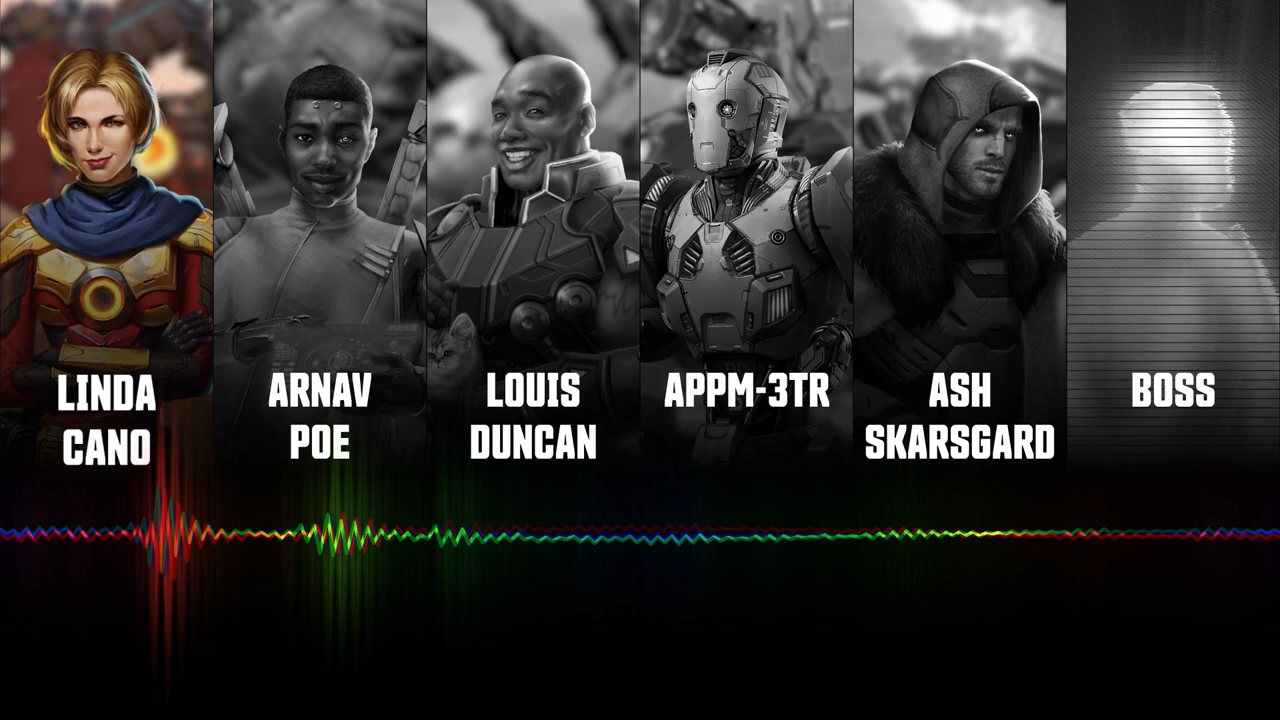 LINDA
CANO
ARNAV
POE
LOUIS
DUNCAN
APPM-3TR
ASH
SKARSGARD
BOSS